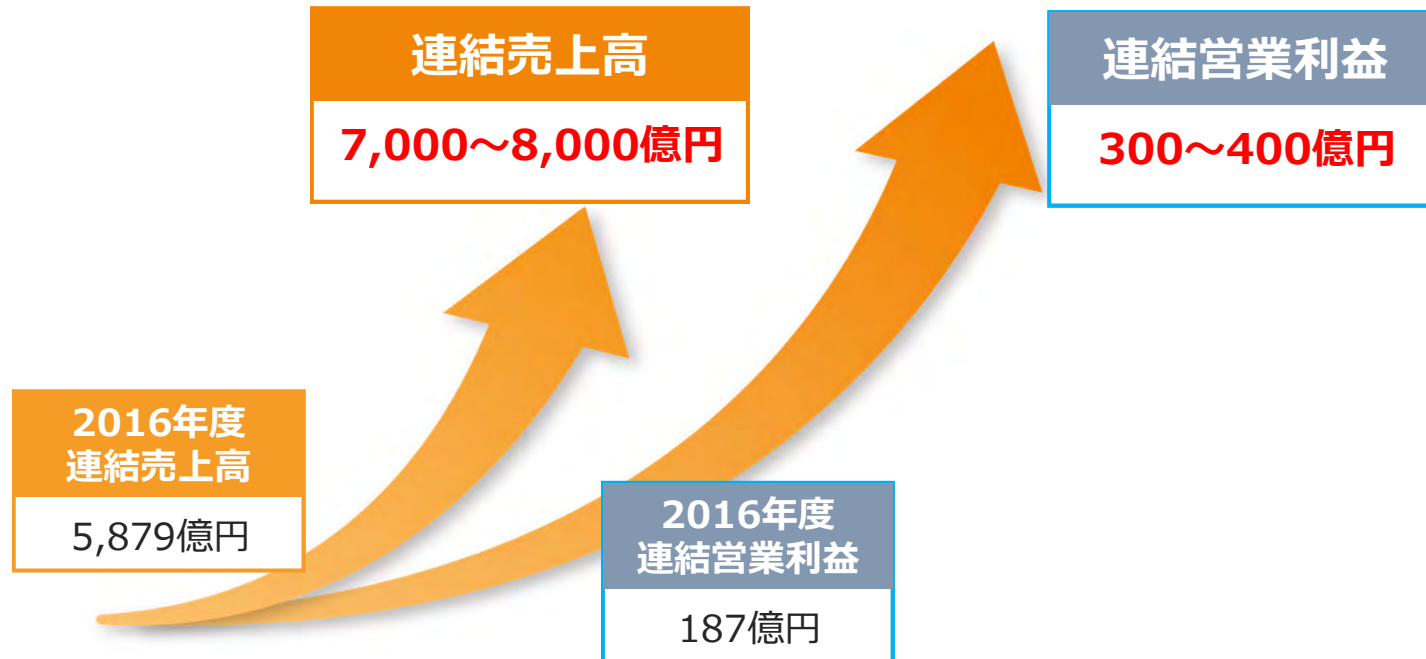 連結売上高
7,000～8,000億円
連結営業利益
300～400億円
2016年度
連結売上高
5,879億円
2016年度
連結営業利益
187億円